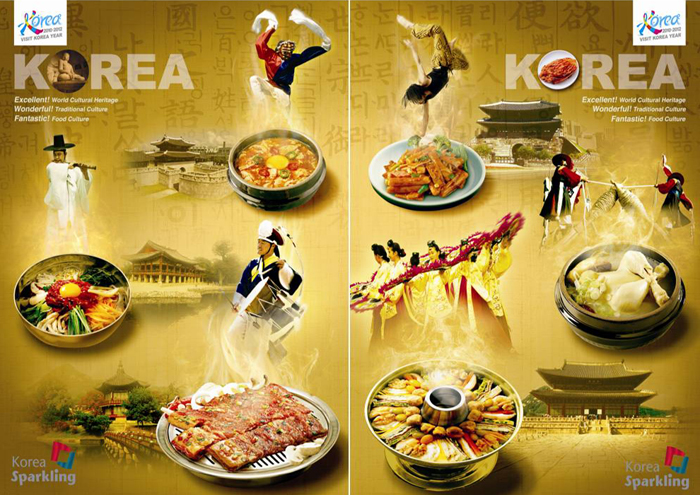 Korea
2010-2012
VISIT KOREA YEAR
KOREA
Excellent! World Cultural Heritage
Wonderful! Traditional Culture
Fantastic! Food Culture
Korea
Sparkling
Korea
2010-2012
VISIT KOREA YEAR
KOREA
Excellent! World Cultural Heritage
Wonderful! Traditional Culture
Fantastic! Food Culture
Korea
Sparkling